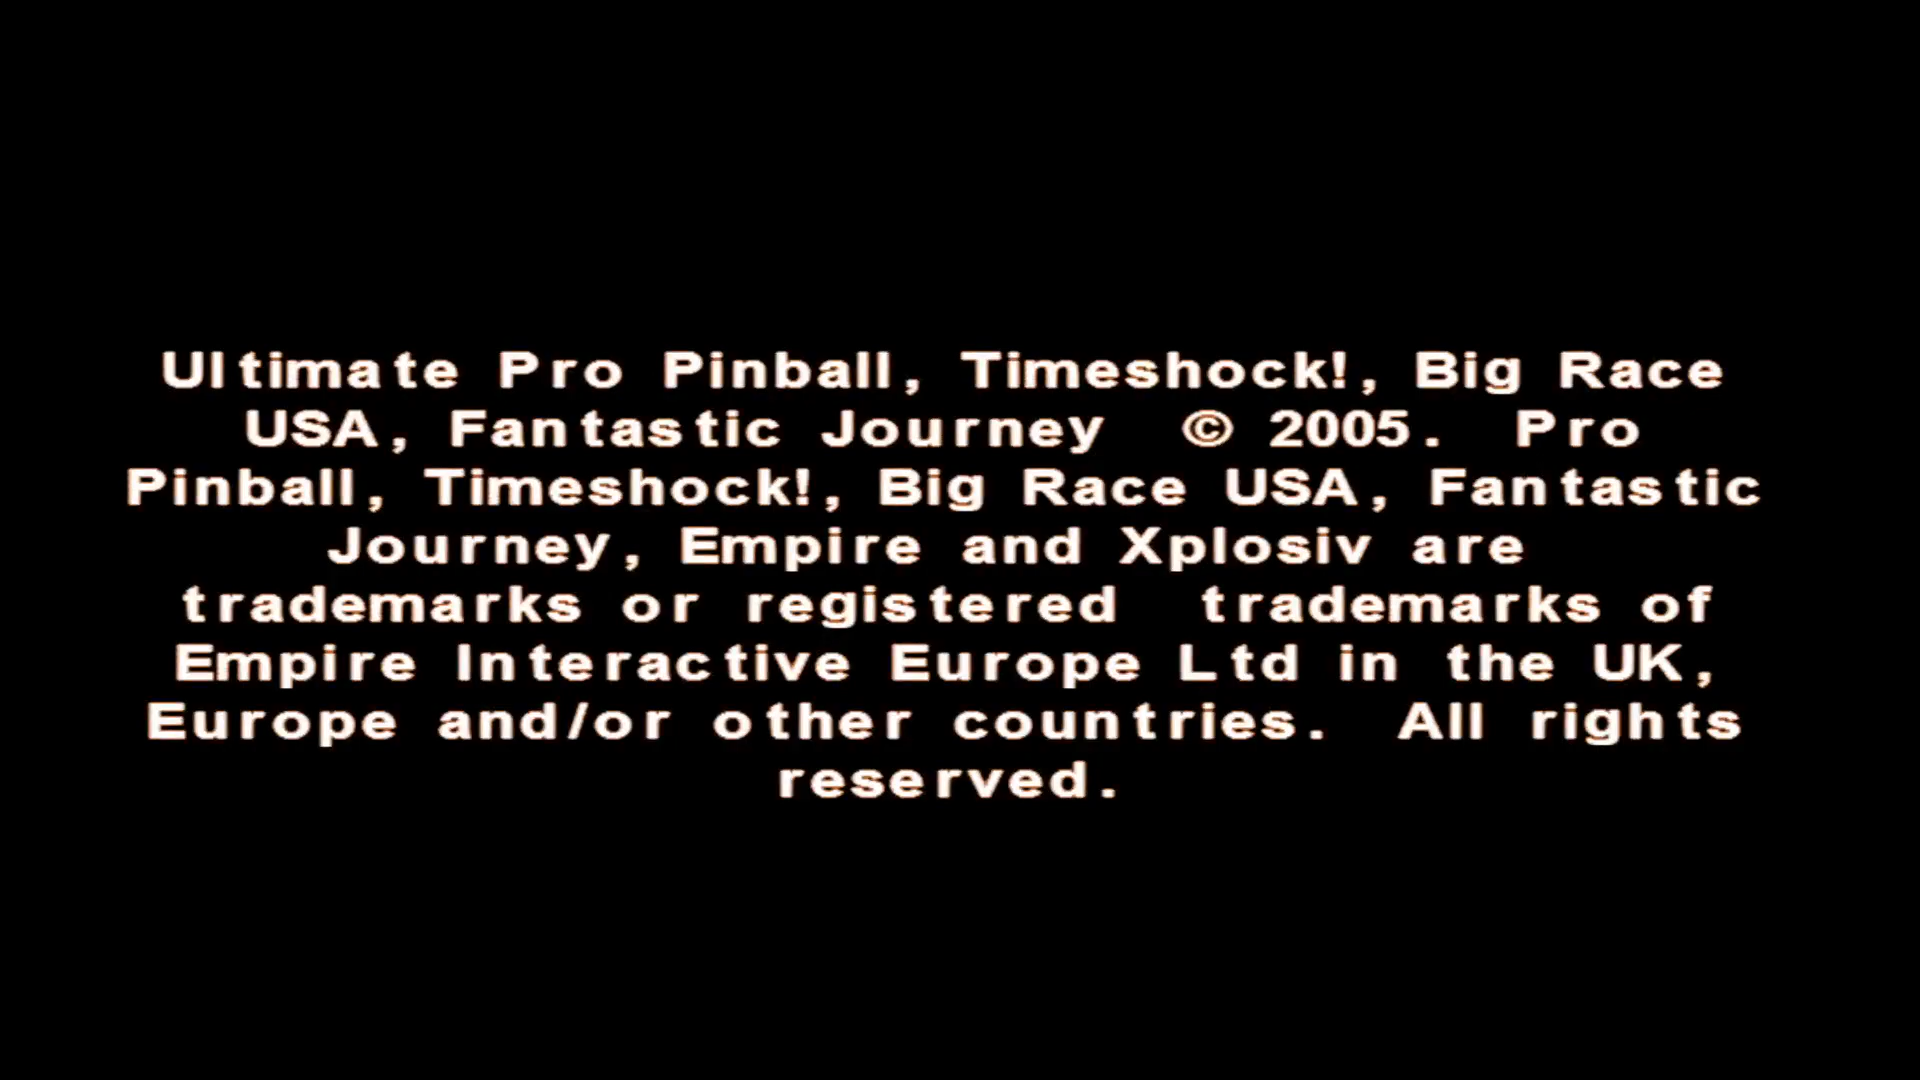 Ultimate Pro Pinball, Timeshock!, Big Race
USA, Fantastic Journey © 2005. Pro
Pinball, Timeshock!, Big Race USA, Fantastic
Journey, Empire and Xplosiv are
trademarks or registered trademarks of
Empire Interactive Europe Ltd in the UK,
Europe and/or other countries. All rights
reserved.